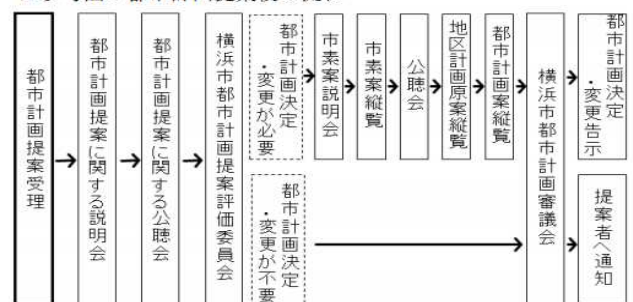 都市計画提案受理
都市計画提案に関する説明会
都市計画提案に関する公聴会
横浜市都市計画提案評価委員会
都市計画決定
・変更が必要
市素案説明会
市素案縦覧
公聴会
地区計画原案縦覧
都市計画案縦覧
都市計画決定
・変更が不要
横浜市都市計画審議会
都市計画決定
・変更告示
提案者へ通知